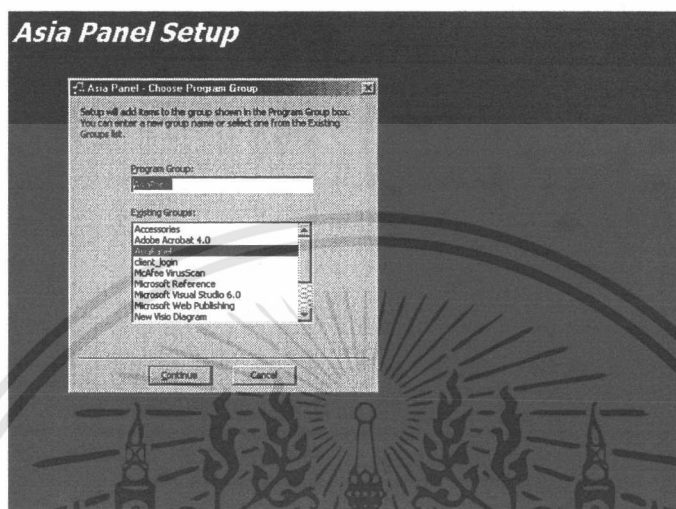 Asia Panel Setup
Asia Panel - Choose Program Group
Setup will add items to the group shown in the Program Group box.
You can enter a new group name or select one from the Existing
Groups list.
Program Group:
Existing Groups:
Accessories
Adobe Acrobat 4.0
client_login
McAfee VirusScan
Microsoft Reference
Microsoft Visual Studio 6.0
Microsoft Web Publishing
New Visio Diagram
Continue
Cancel